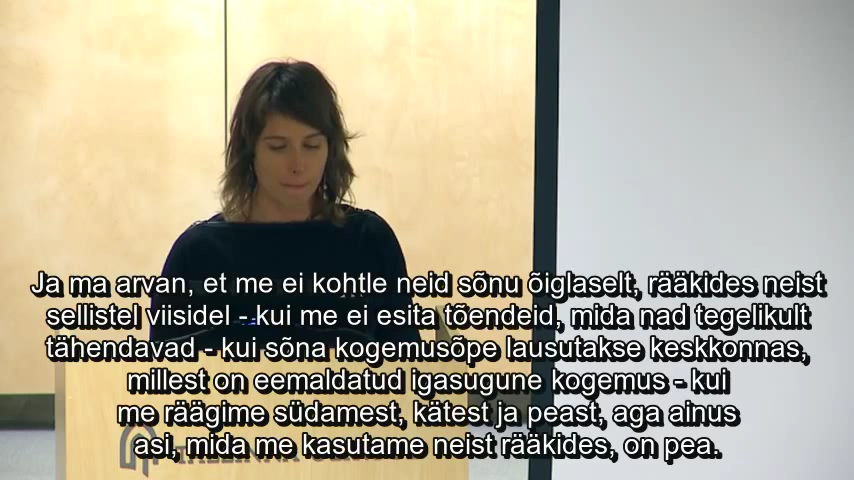 Ja ma arvan, et me ei kohtle neid sõnu õiglaselt, rääkides neist
sellistel viisidel - kui me ei esita tõendeid, mida nad tegelikult
tähendavad - kui sõna kogemusõpe lausutakse keskkonnas,
millest on eemaldatud igasugune kogemus - kui
me räägime südamest, kätest ja peast, aga ainus
asi, mida me kasutame neist rääkides, on pea.